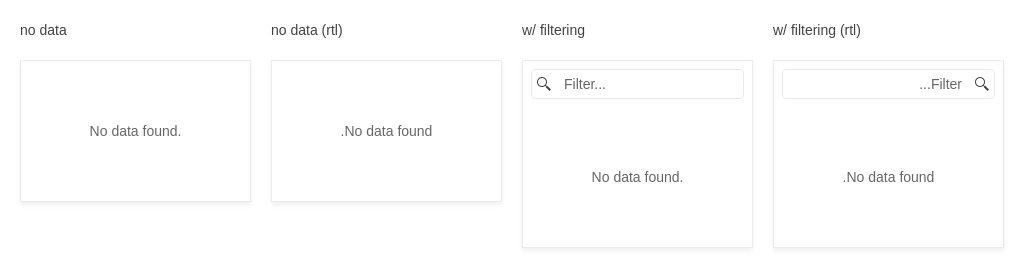 no data
No data found.
no data (rtl)
.No data found
w/ filtering
Filter...
No data found.
w/ filtering (rtl)
...Filter
.No data found